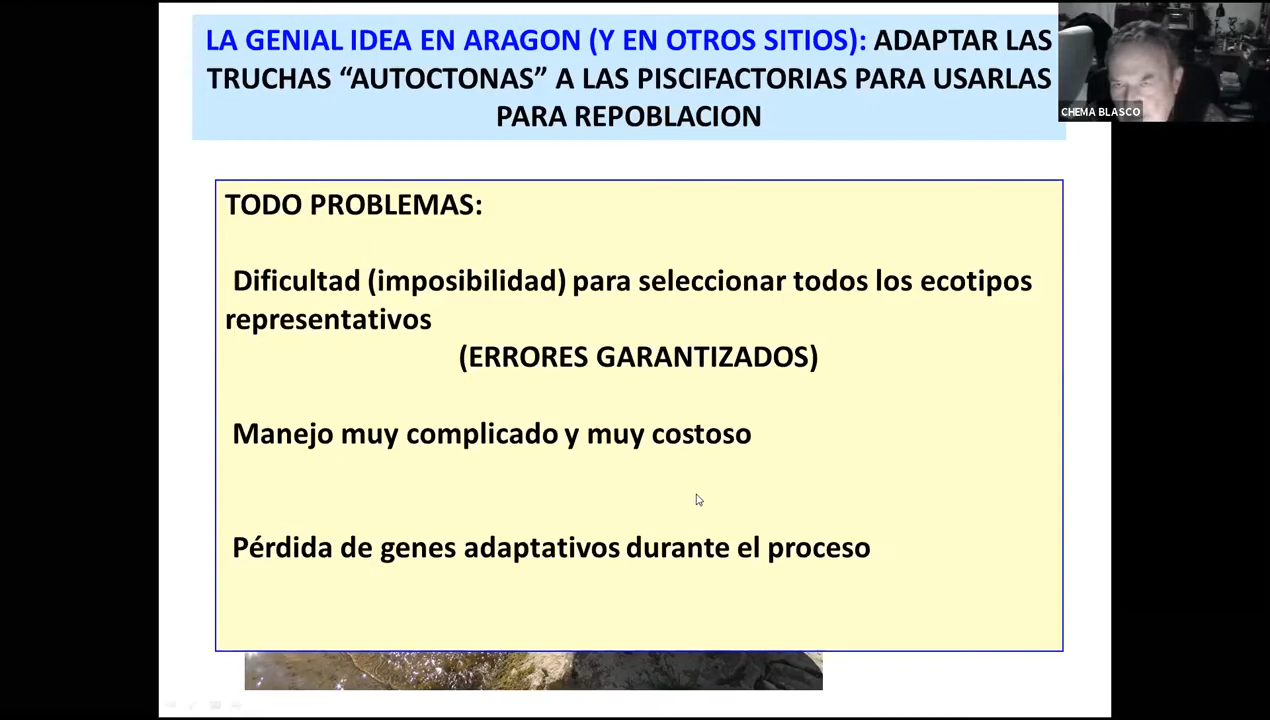 LA GENIAL IDEA EN ARAGON (Y EN OTROS SITIOS): ADAPTAR LAS
TRUCHAS “AUTOCTONAS” A LAS PISCIFACTORIAS PARA USARLAS
PARA REPOBLACION
CHEMA BLASCO
TODO PROBLEMAS:
Dificultad (imposibilidad) para seleccionar todos los ecotipos
representativos
(ERRORES GARANTIZADOS)
Manejo muy complicado y muy costoso
Pérdida de genes adaptativos durante el proceso